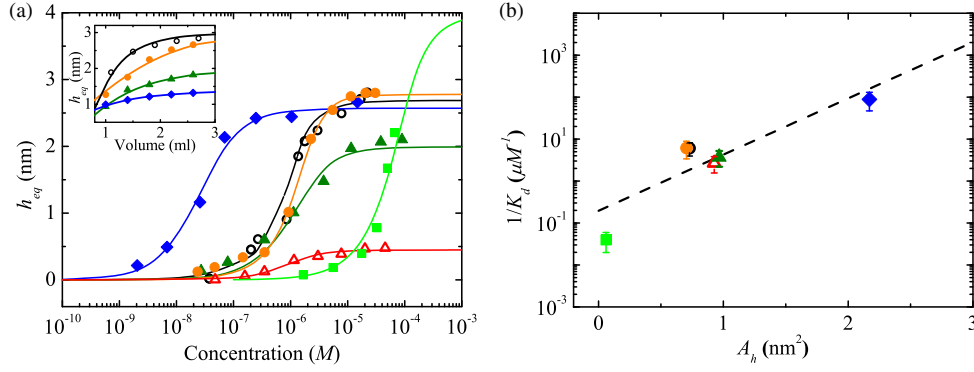 (a)
h_eq (nm)
4
3
2
1
0
10^-10 10^-9 10^-8 10^-7 10^-6 10^-5 10^-4 10^-3
Concentration (M)
h_eq (nm)
3
2
1
1 2 3
Volume (ml)
(b)
1/K_d (μM^-1)
10^5
10^3
10^1
10^-1
10^-3
0 1 2 3
A_h (nm^2)